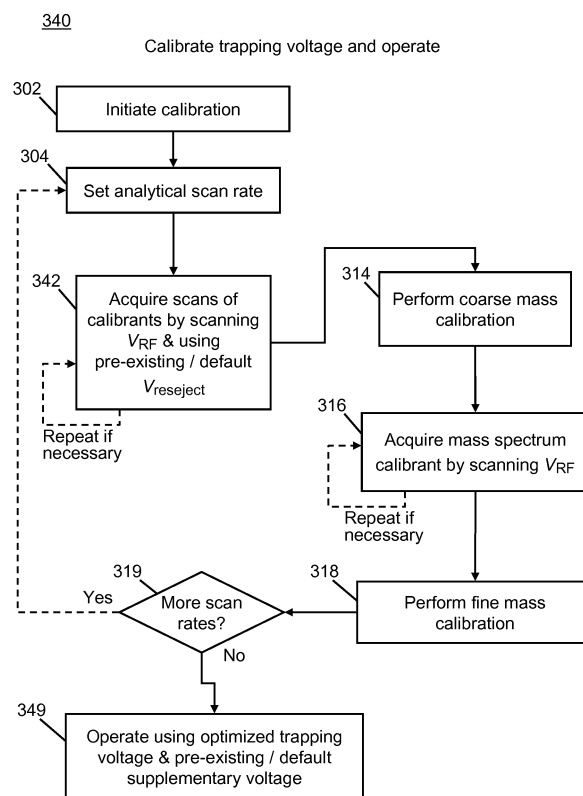 340
Calibrate trapping voltage and operate
302
Initiate calibration
304
Set analytical scan rate
342
Acquire scans of
calibrants by scanning
VRF & using
pre-existing / default
Vreseject
Repeat if
necessary
314
Perform coarse mass
calibration
316
Acquire mass spectrum
calibrant by scanning VRF
Repeat if
necessary
318
Perform fine mass
calibration
319
More scan
rates?
Yes
No
349
Operate using optimized trapping
voltage & pre-existing / default
supplementary voltage